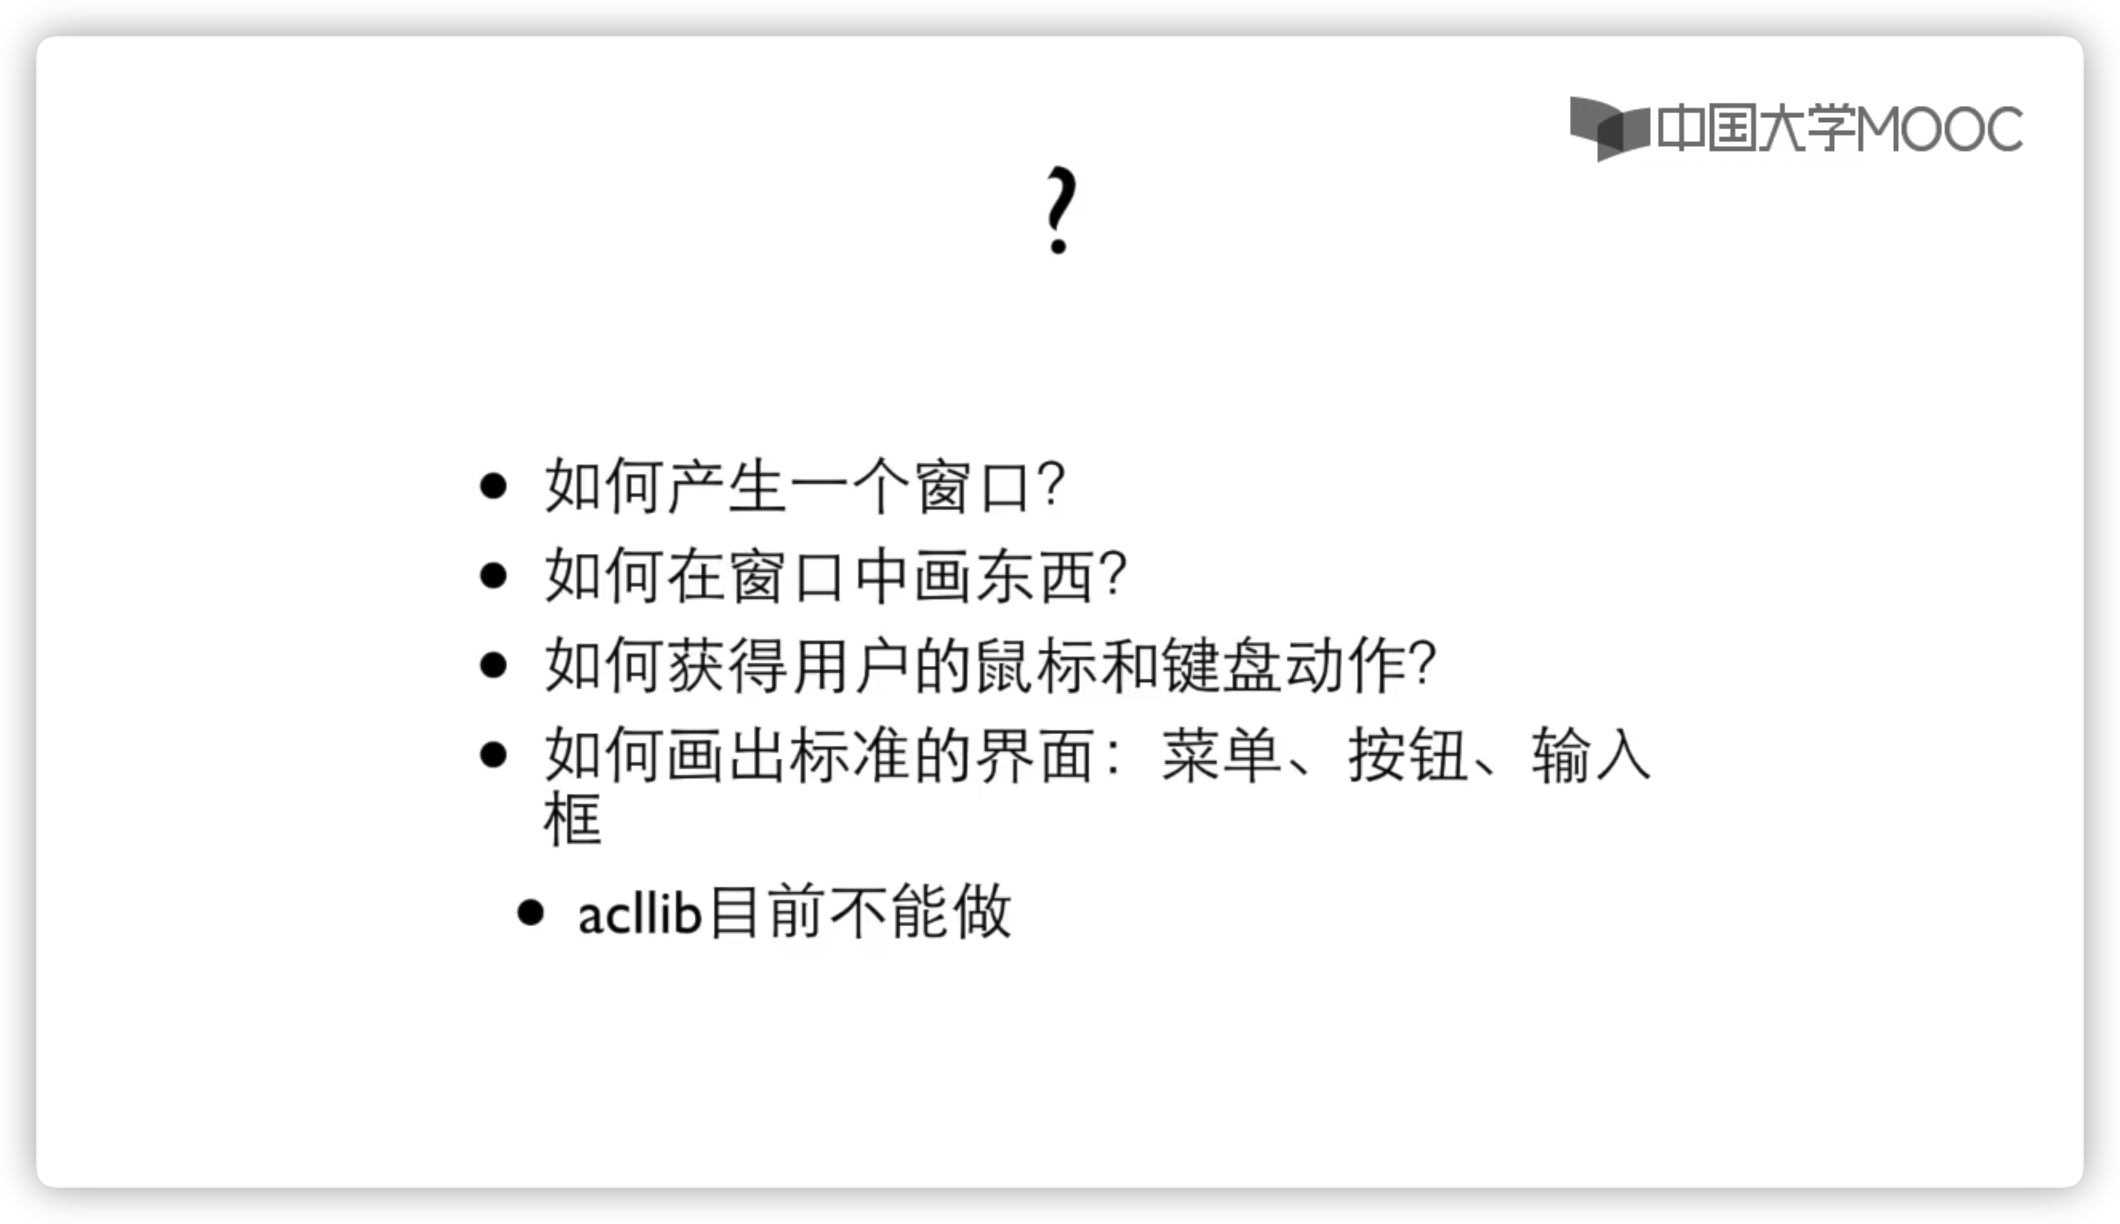 中国大学MOOC
?
• 如何产生一个窗口?
• 如何在窗口中画东西?
• 如何获得用户的鼠标和键盘动作?
• 如何画出标准的界面：菜单、按钮、输入
框
• acllib目前不能做